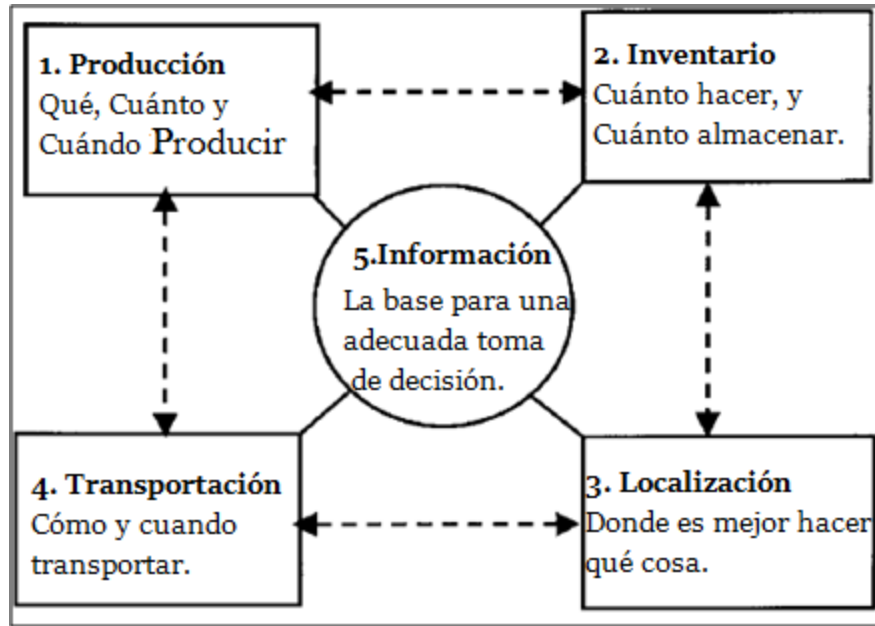 1. Producción
Qué, Cuánto y
Cuándo Producir
2. Inventario
Cuánto hacer, y
Cuánto almacenar.
5.Información
La base para una
adecuada toma
de decisión.
4. Transportación
Cómo y cuando
transportar.
3. Localización
Donde es mejor hacer
qué cosa.